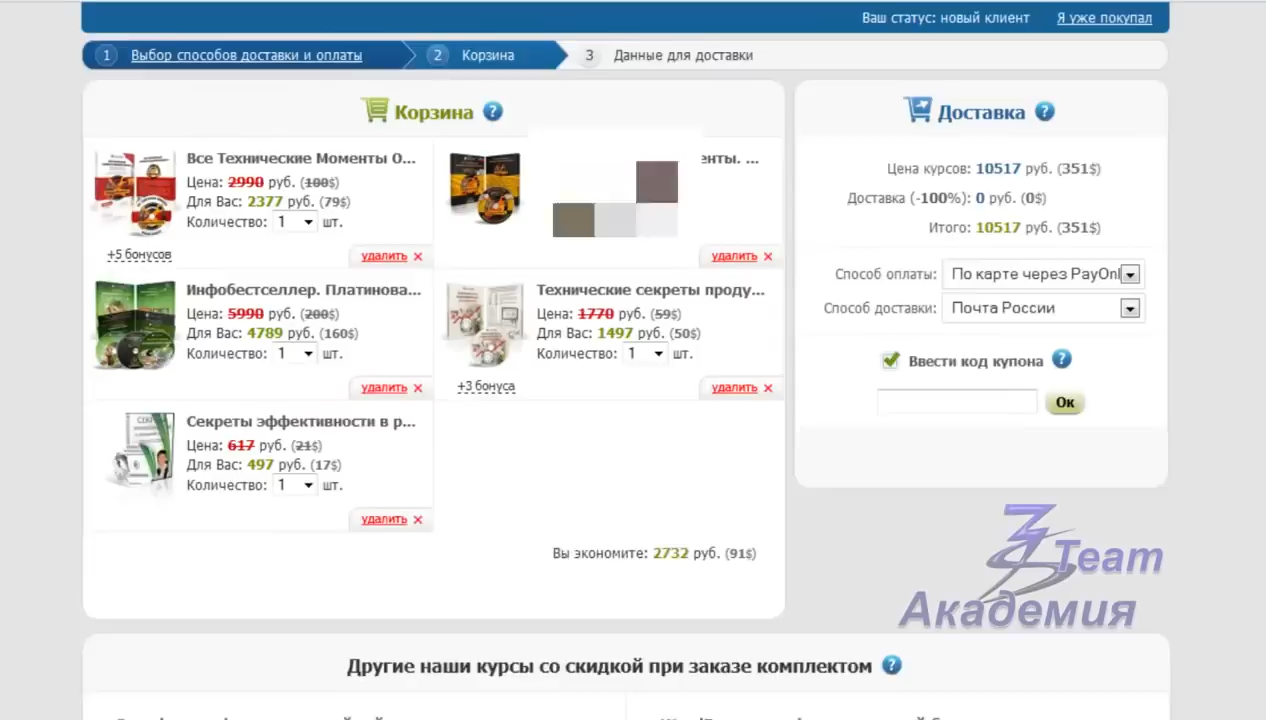 Ваш статус: новый клиент Я уже покупал
1 Выбор способов доставки и оплаты 2 Корзина 3 Данные для доставки
Корзина ?
Все Технические Моменты О...
Цена: 2990 руб. (100$)
Для Вас: 2377 руб. (79$)
Количество: 1 шт.
+5 бонусов
удалить ×
...
удалить ×
Инфобестселлер. Платинова...
Цена: 5990 руб. (200$)
Для Вас: 4789 руб. (160$)
Количество: 1 шт.
удалить ×
Технические секреты проду...
Цена: 1770 руб. (59$)
Для Вас: 1497 руб. (50$)
Количество: 1 шт.
+3 бонуса
удалить ×
Секреты эффективности в р...
Цена: 617 руб. (21$)
Для Вас: 497 руб. (17$)
Количество: 1 шт.
удалить ×
Вы экономите: 2732 руб. (91$)
Доставка ?
Цена курсов: 10517 руб. (351$)
Доставка (-100%): 0 руб. (0$)
Итого: 10517 руб. (351$)
Способ оплаты: По карте через PayOnl
Способ доставки: Почта России
Ввести код купона ?
Ок
Team
Академия
Другие наши курсы со скидкой при заказе комплектом ?